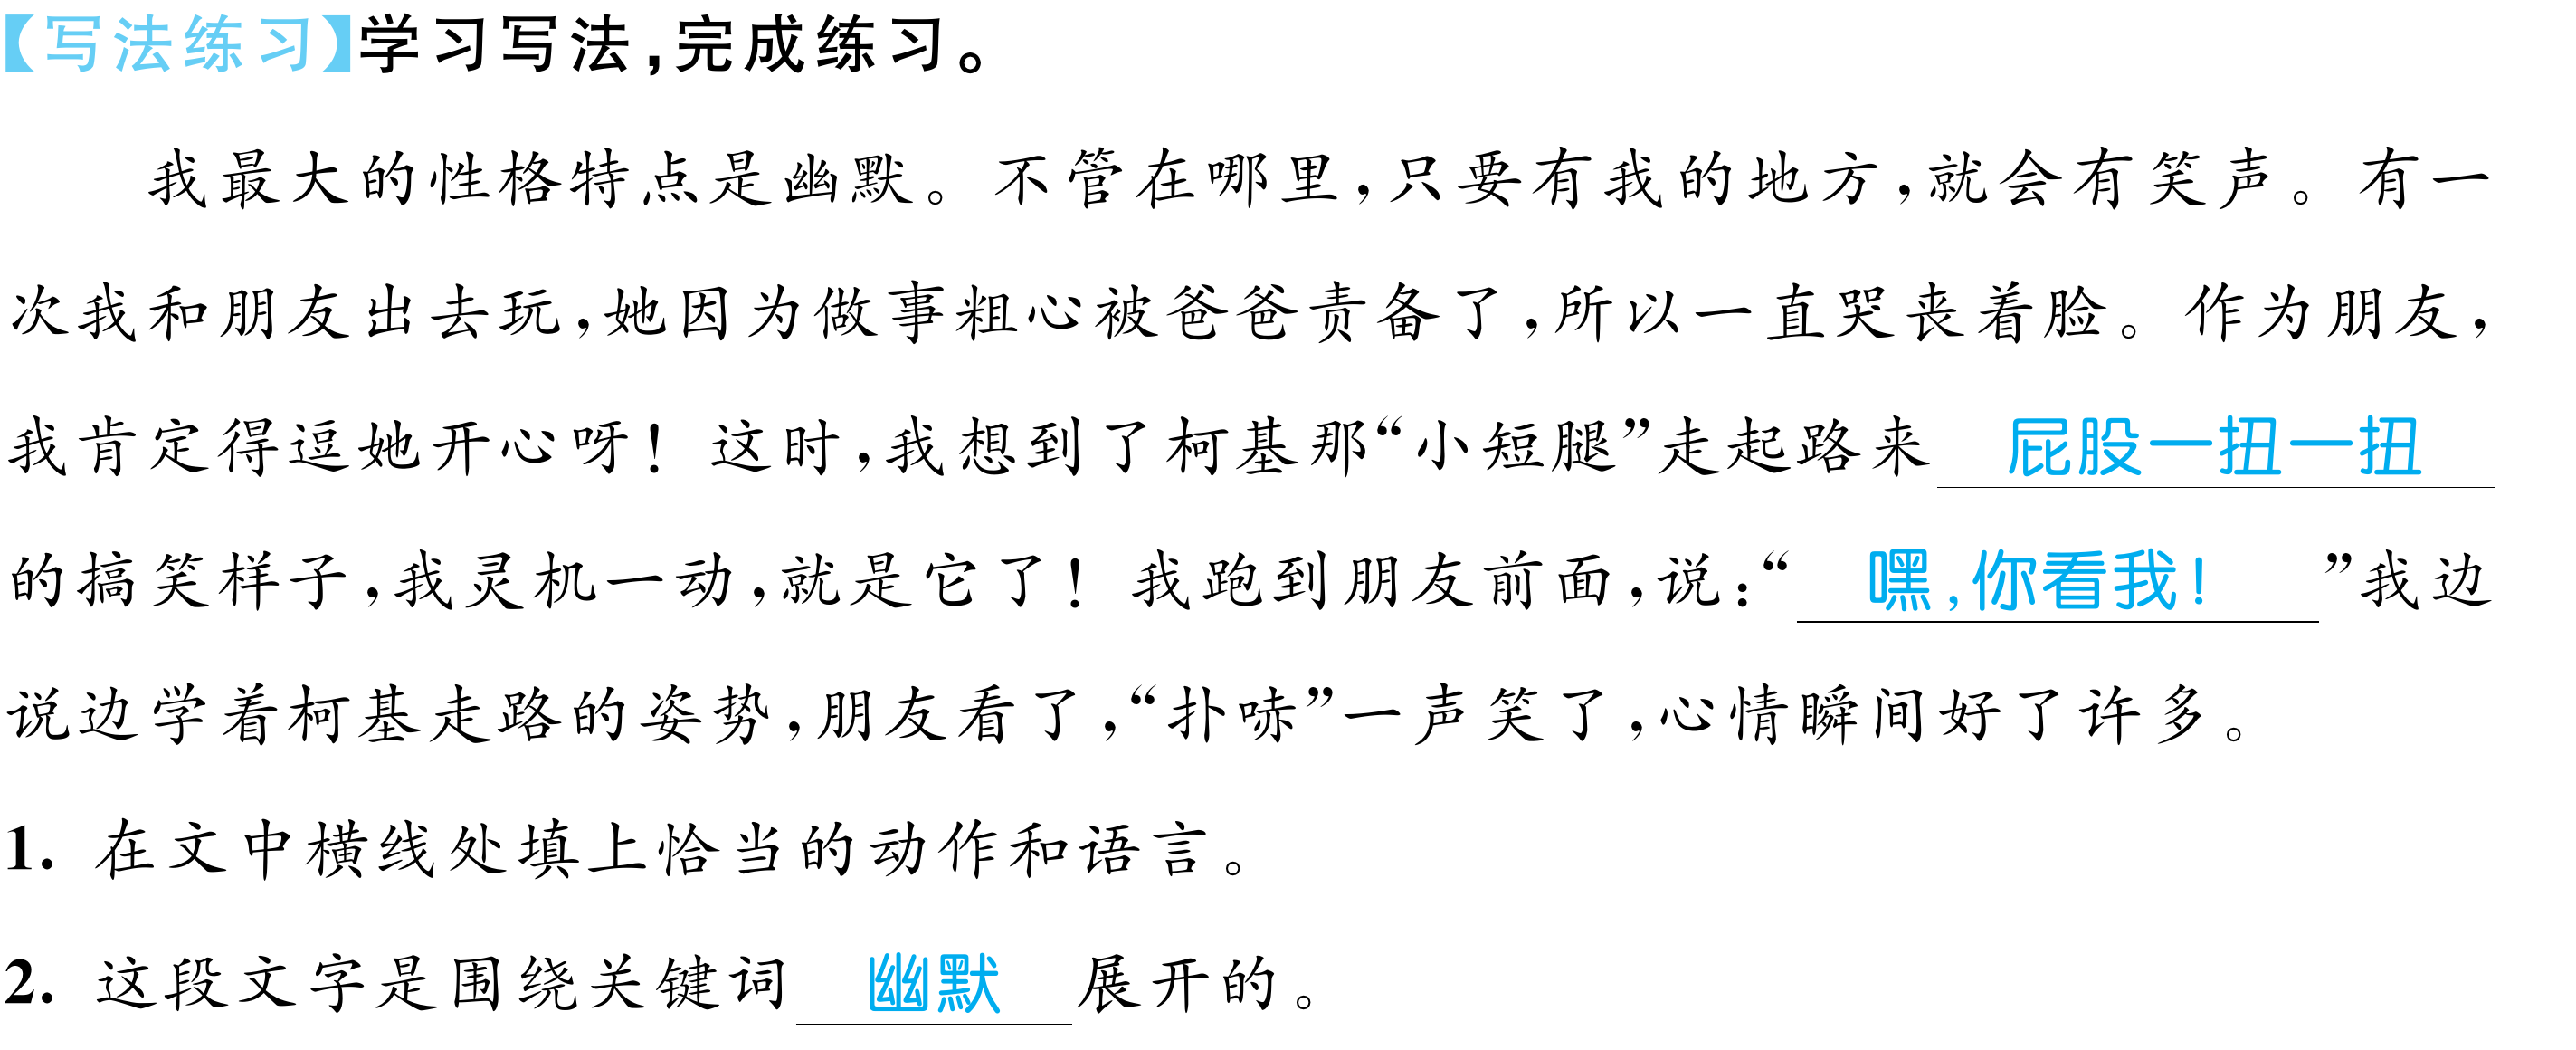 【写法练习】学习写法,完成练习。
我最大的性格特点是幽默。不管在哪里,只要有我的地方,就会有笑声。有一
次我和朋友出去玩,她因为做事粗心被爸爸责备了,所以一直哭丧着脸。作为朋友,
我肯定得逗她开心呀!这时,我想到了柯基那“小短腿”走起路来 屁股一扭一扭
的搞笑样子,我灵机一动,就是它了!我跑到朋友前面,说:“ 嘿,你看我! ”我边
说边学着柯基走路的姿势,朋友看了,“扑哧”一声笑了,心情瞬间好了许多。
1. 在文中横线处填上恰当的动作和语言。
2. 这段文字是围绕关键词 幽默 展开的。